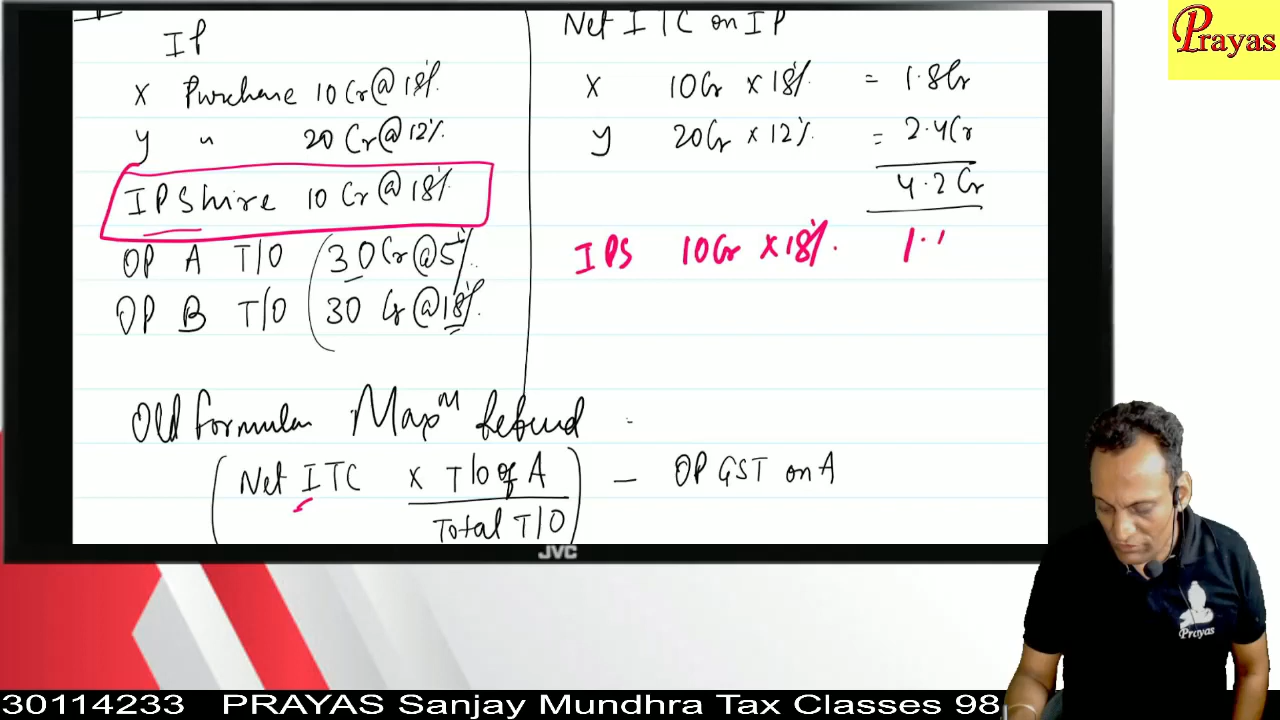 IP
X Purchase 10 Cr @ 18%
Y " 20 Cr @ 12%
IPS hire 10 Cr @ 18%
OP A T/O 30 Cr @ 5%
OP B T/O 30 Cr @ 18%
Net ITC on IP
X 10Cr x 18% = 1.8Cr
Y 20Cr x 12% = 2.4Cr
4.2 Cr
IPS 10Cr x 18%
Old formula Maxm Refund
(Net ITC x T/O of A) - OP GST on A
Total T/O
JVC
Prayas
Prayas
30114233 PRAYAS Sanjay Mundhra Tax Classes 98